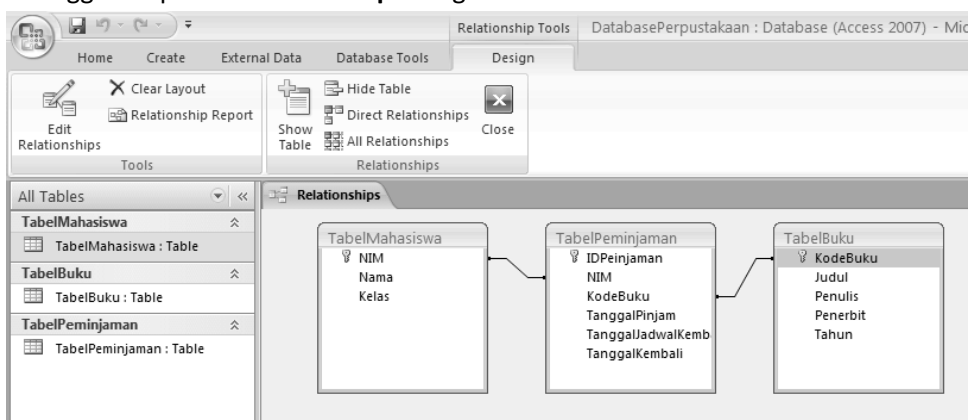 Relationship Tools
DatabasePerpustakaan : Database (Access 2007) - Mic
Home
Create
External Data
Database Tools
Design
Edit
Relationships
Clear Layout
Relationship Report
Tools
Show
Table
Hide Table
Direct Relationships
All Relationships
Close
Relationships
All Tables
TabelMahasiswa
TabelMahasiswa : Table
TabelBuku
TabelBuku : Table
TabelPeminjaman
TabelPeminjaman : Table
Relationships
TabelMahasiswa
NIM
Nama
Kelas
TabelPeminjaman
IDPeinjaman
NIM
KodeBuku
TanggalPinjam
TanggalJadwalKemb
TanggalKembali
TabelBuku
KodeBuku
Judul
Penulis
Penerbit
Tahun